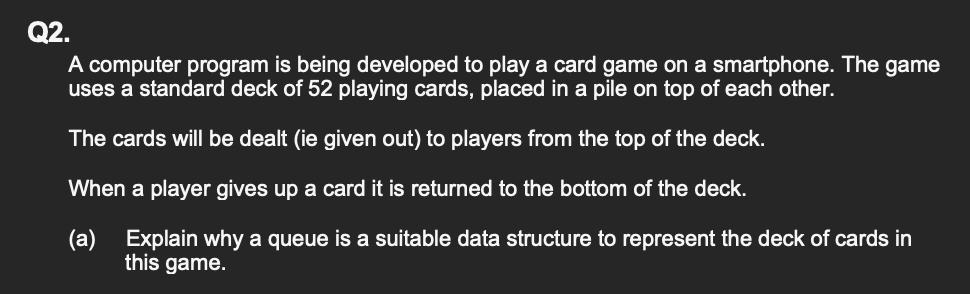 Q2.
A computer program is being developed to play a card game on a smartphone. The game
uses a standard deck of 52 playing cards, placed in a pile on top of each other.
The cards will be dealt (ie given out) to players from the top of the deck.
When a player gives up a card it is returned to the bottom of the deck.
(a) Explain why a queue is a suitable data structure to represent the deck of cards in
this game.